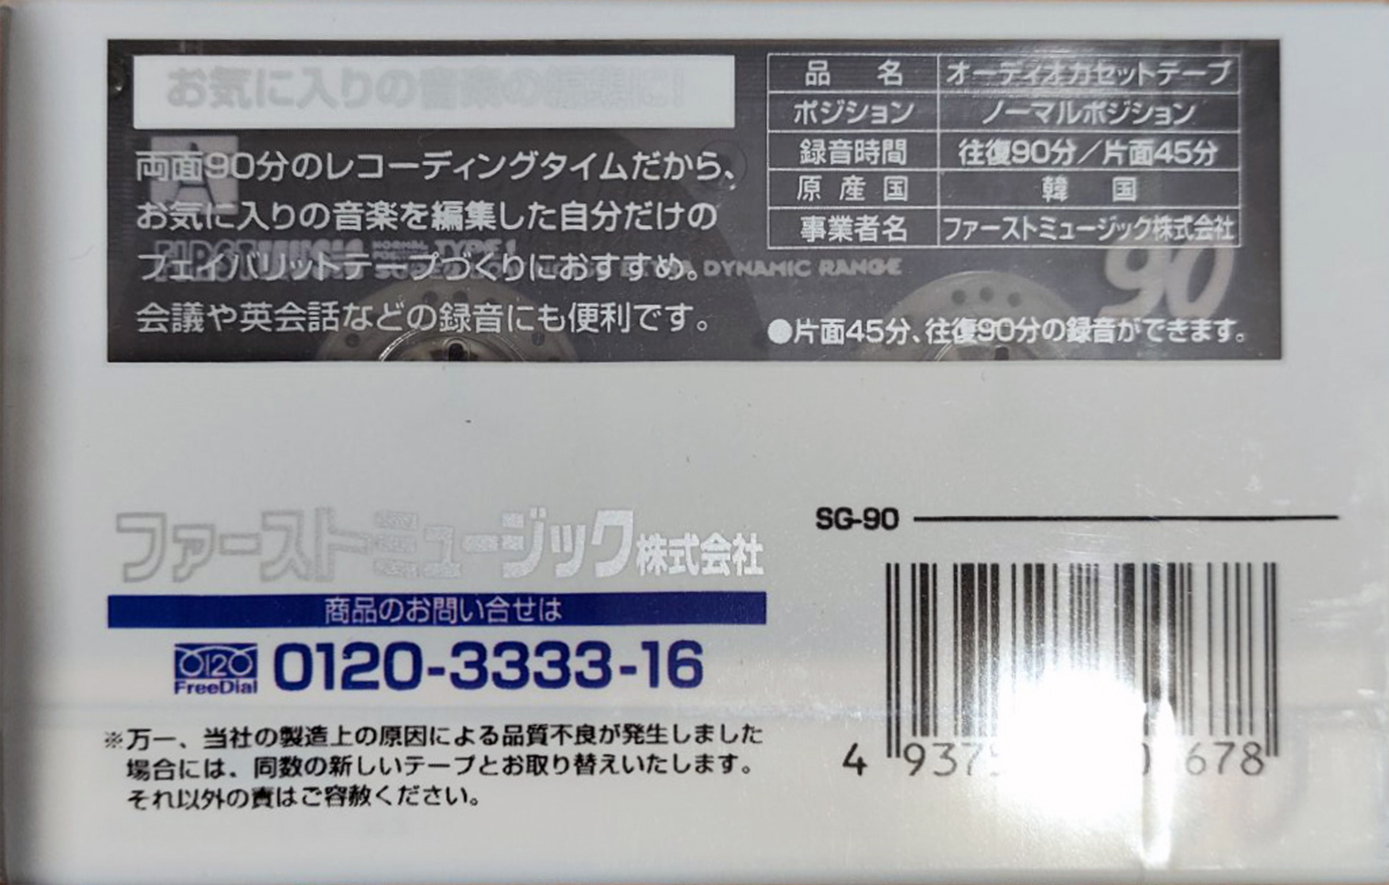 お気に入りの音楽の編集に!
両面90分のレコーディングタイムだから、
お気に入りの音楽を編集した自分だけの
フェイバリットテープづくりにおすすめ。
会議や英会話などの録音にも便利です。
A
NORMAL POSITION TYPE I
DYNAMIC RANGE
90
品名 オーディオカセットテープ
ポジション ノーマルポジション
録音時間 往復90分/片面45分
原産国 韓国
事業者名 ファーストミュージック株式会社
●片面45分、往復90分の録音ができます。
ファーストミュージック株式会社
商品のお問い合せは
0120 FreeDial 0120-3333-16
※万一、当社の製造上の原因による品質不良が発生しました
場合には、同数の新しいテープとお取り替えいたします。
それ以外の責はご容赦ください。
SG-90
4 937 678